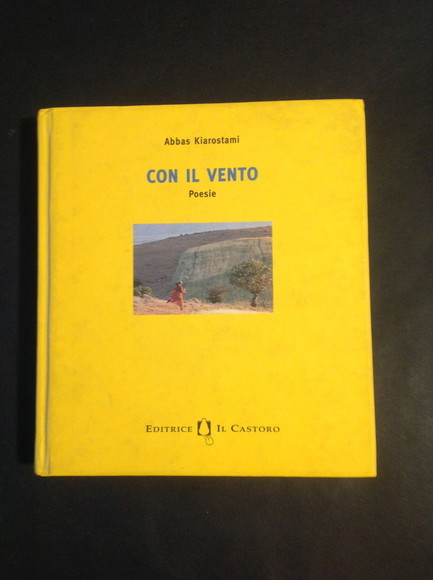 Abbas Kiarostami
CON IL VENTO
Poesie
EDITRICE IL CASTORO